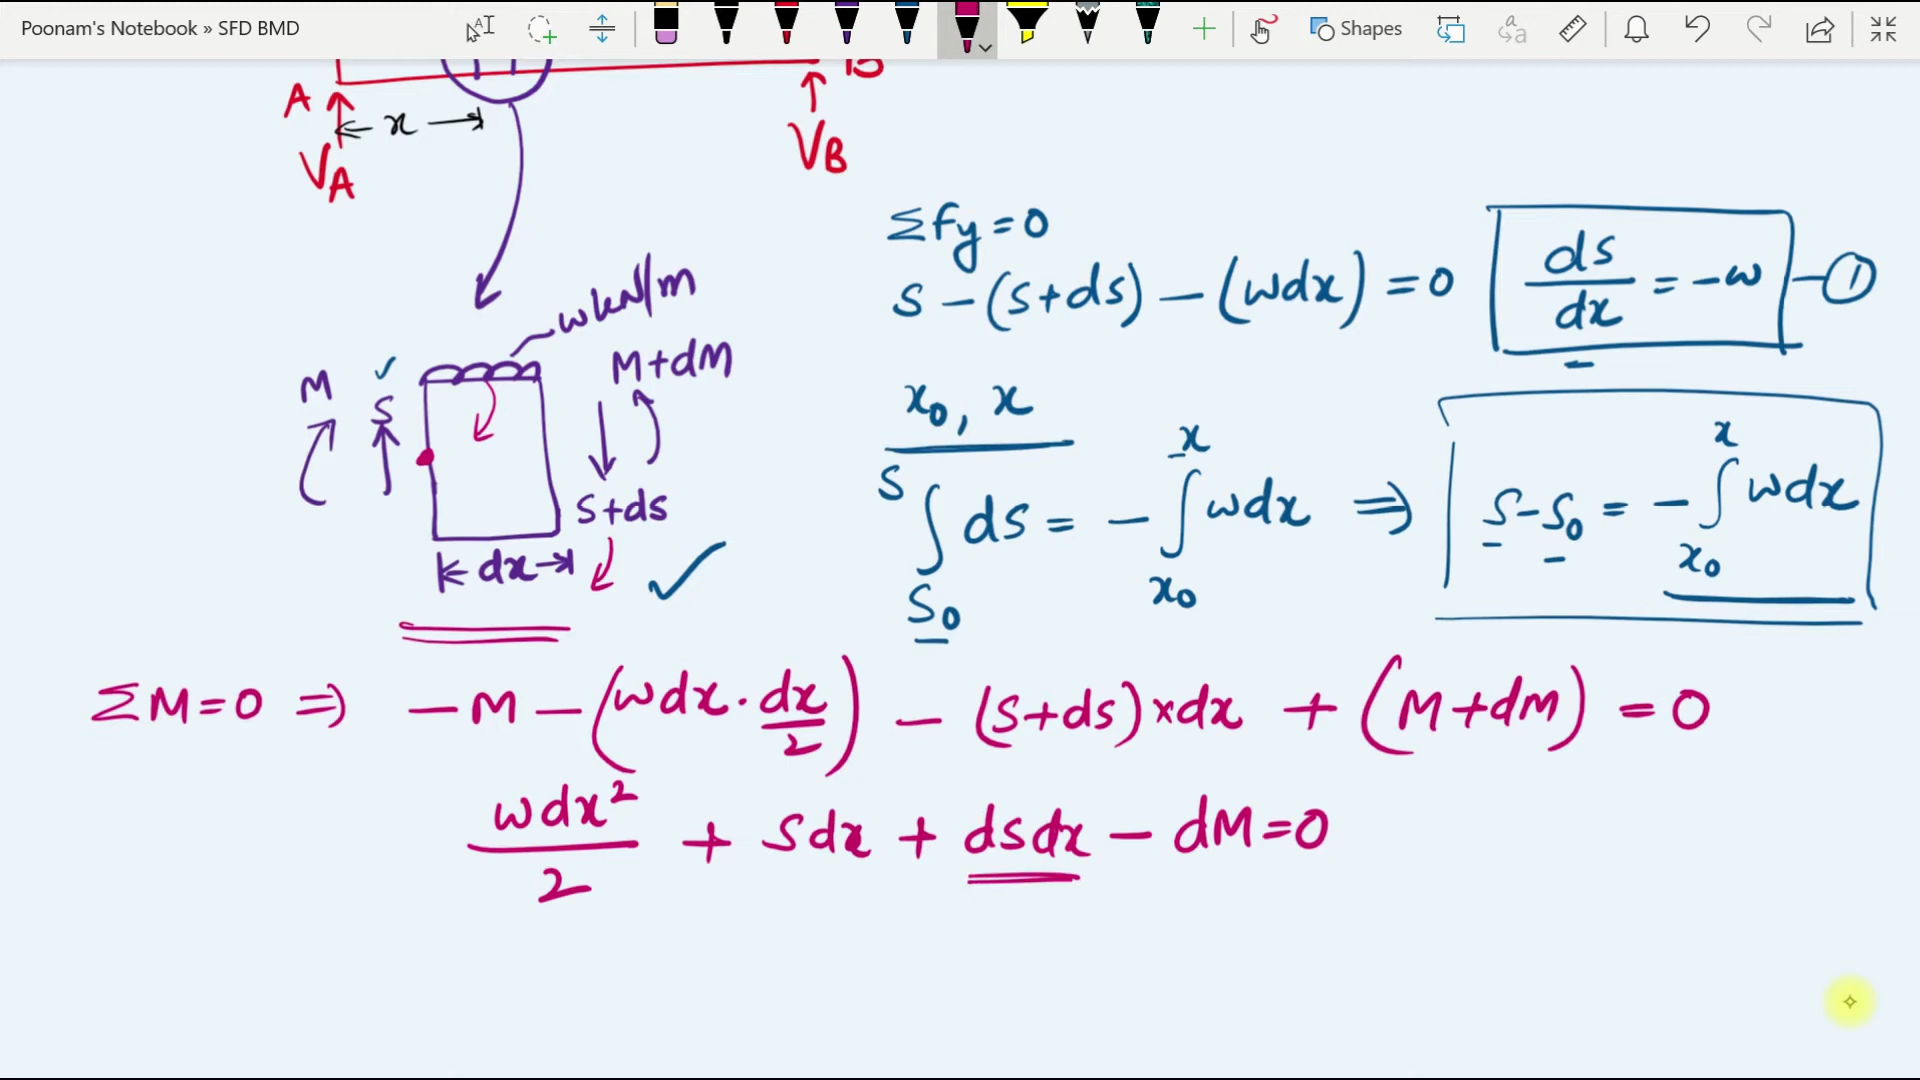 Poonam's Notebook » SFD BMD
Shapes
A
B
x
VA
VB
w kN/m
M
S
M+dM
S+ds
dx
Σfy=0
S-(S+ds)-(wdx)=0
ds/dx = -w
①
x₀, x
∫_{S₀}^{S} ds = -∫_{x₀}^{x} wdx ⇒ S-S₀ = -∫_{x₀}^{x} wdx
ΣM=0 ⇒ -M-(wdx·dx/2)-(S+ds)×dx+(M+dM)=0
wdx²/2 + Sdx + dsdx - dM=0